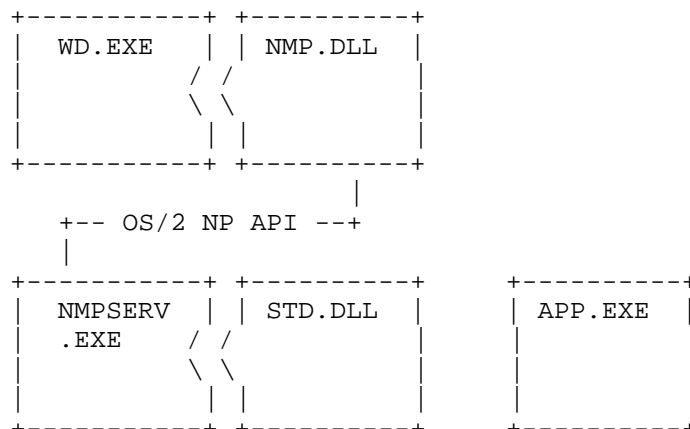 WD.EXE NMP.DLL
OS/2 NP API
NMPSERV STD.DLL APP.EXE
.EXE